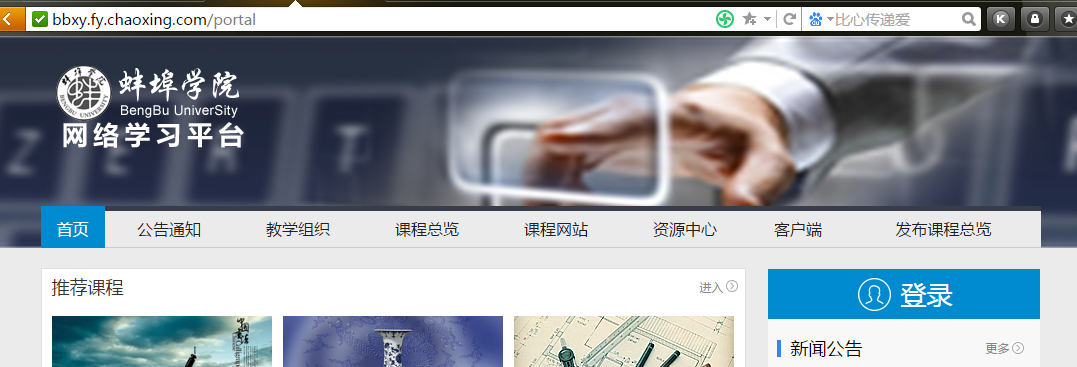 bbxy.fy.chaoxing.com/portal
比心传递爱
K
蚌埠学院
BengBu UniverSity
网络学习平台
Z E R T
首页 公告通知 教学组织 课程总览 课程网站 资源中心 客户端 发布课程总览
推荐课程 进入
登录
新闻公告 更多